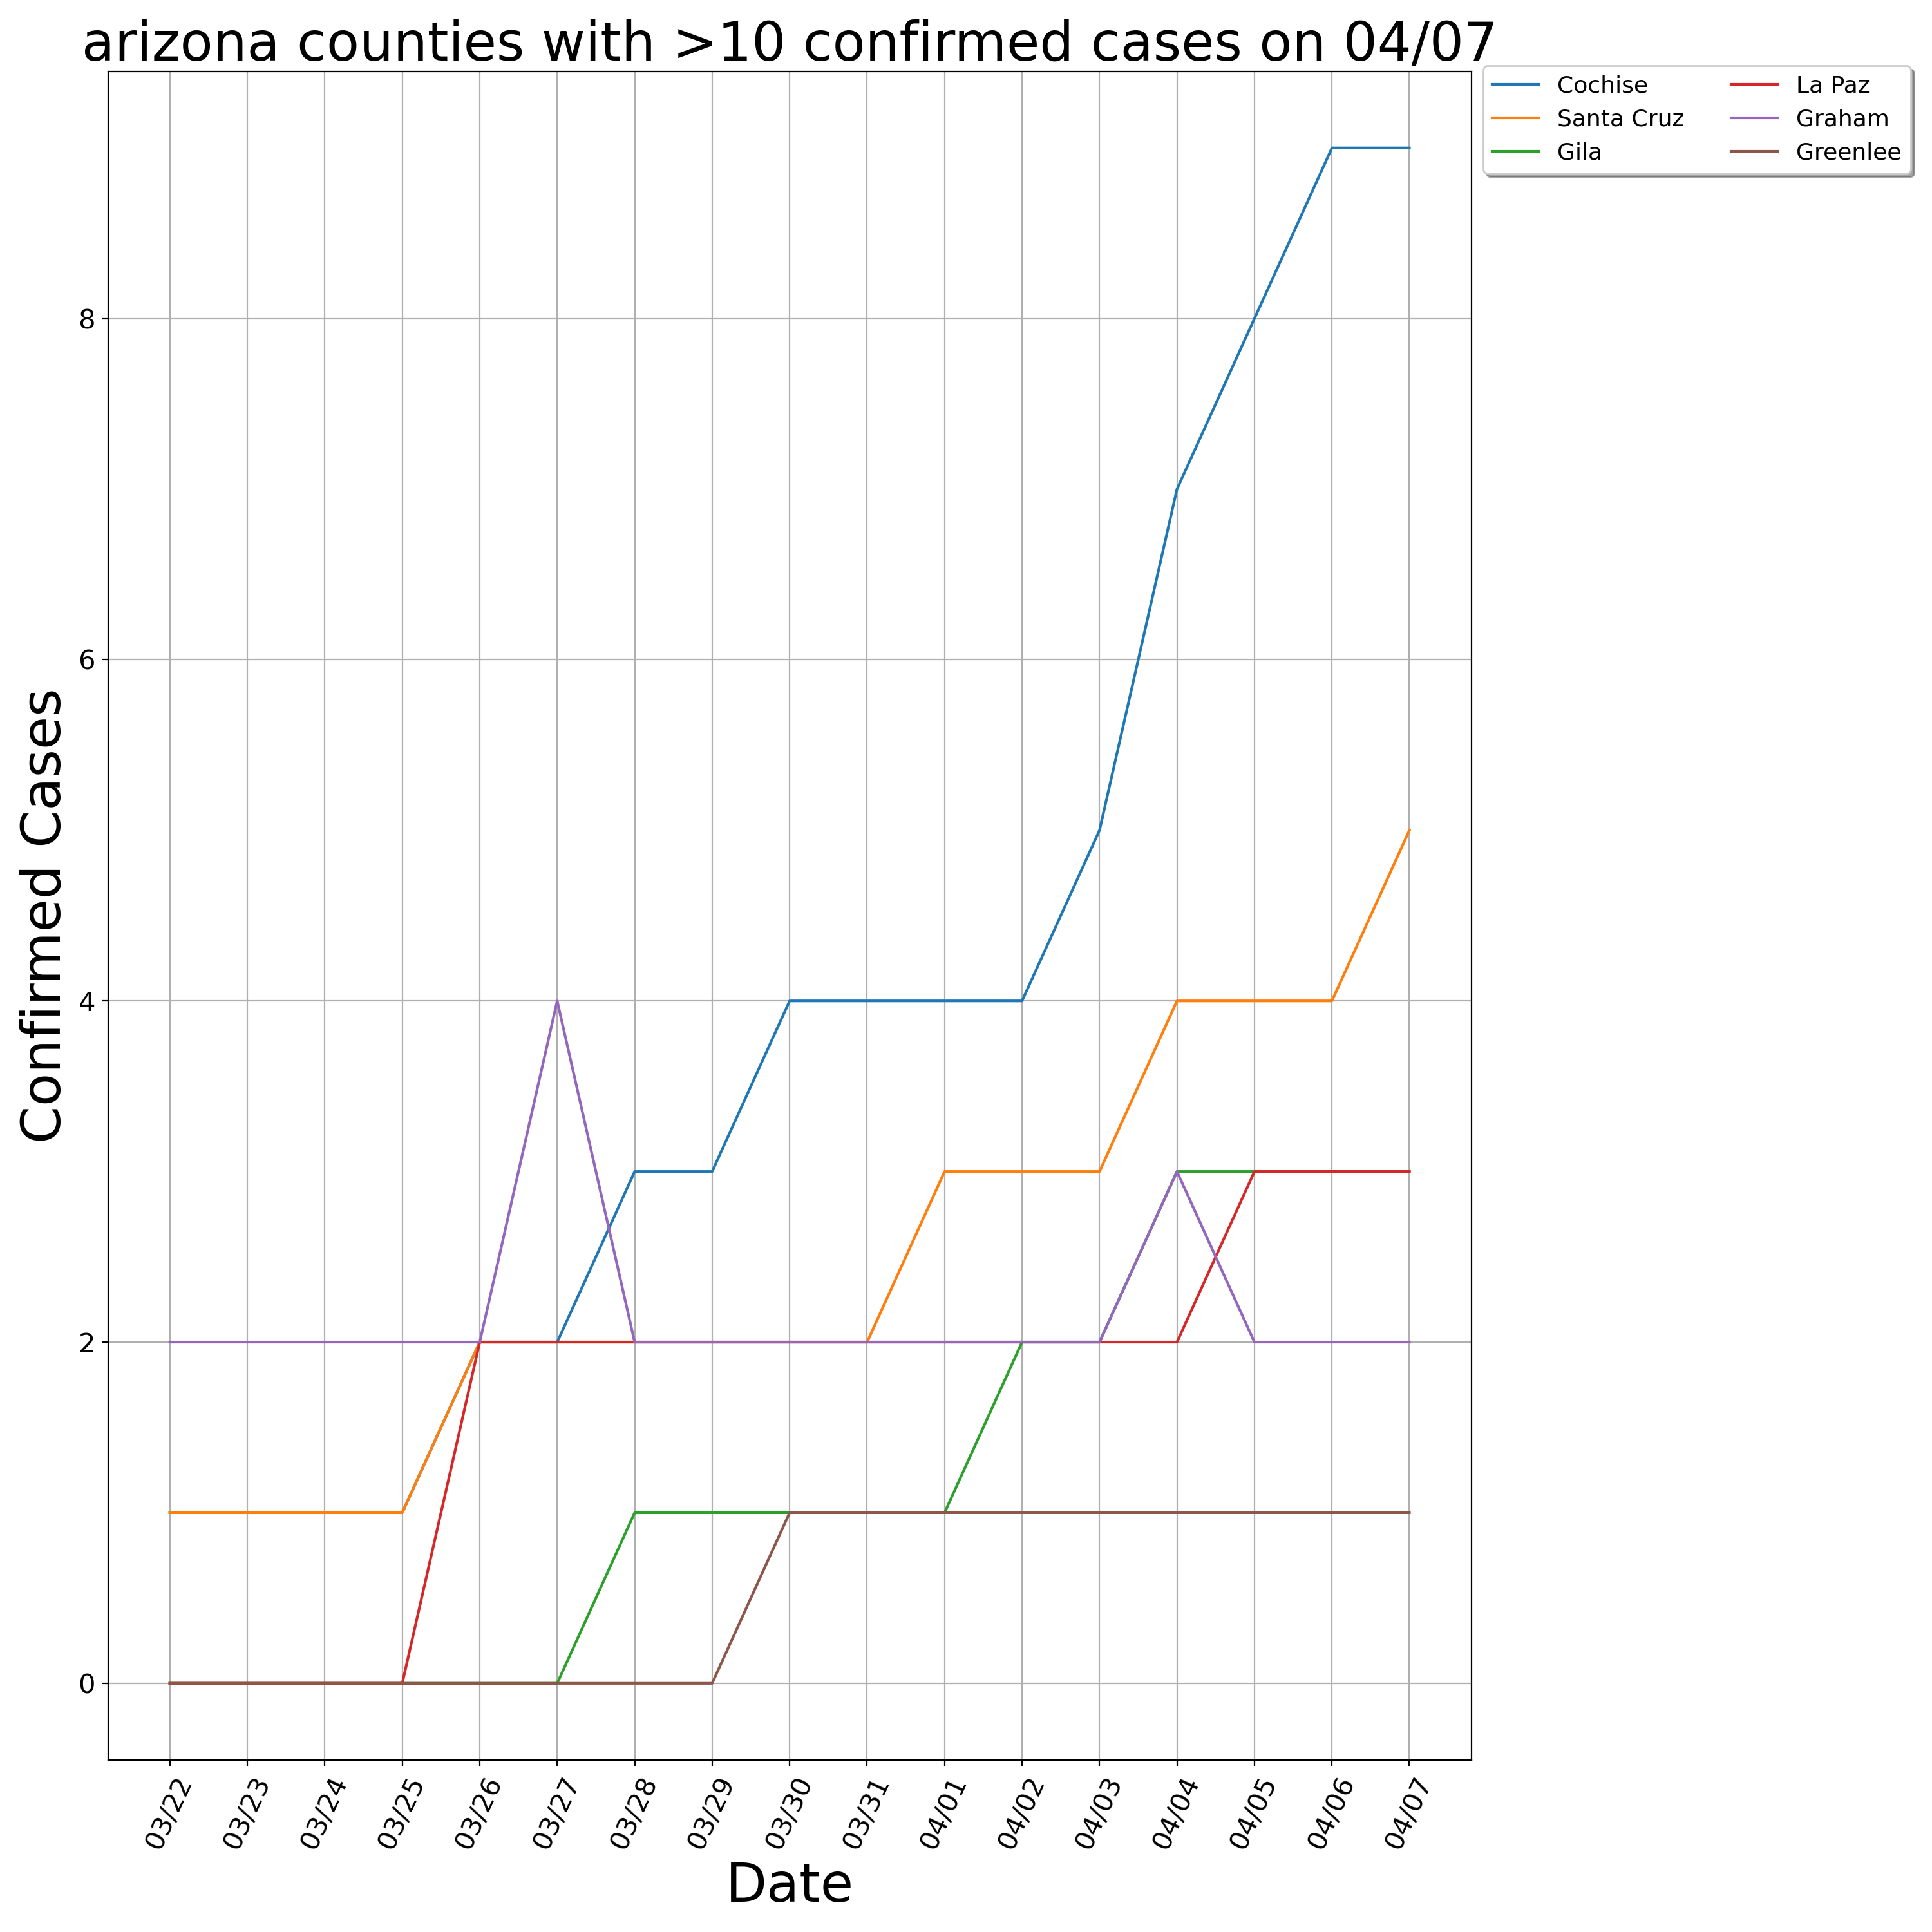 arizona counties with >10 confirmed cases on 04/07
Cochise
Santa Cruz
Gila
La Paz
Graham
Greenlee
Confirmed Cases
8
6
4
2
0
03/22
03/23
03/24
03/25
03/26
03/27
03/28
03/29
03/30
03/31
04/01
04/02
04/03
04/04
04/05
04/06
04/07
Date